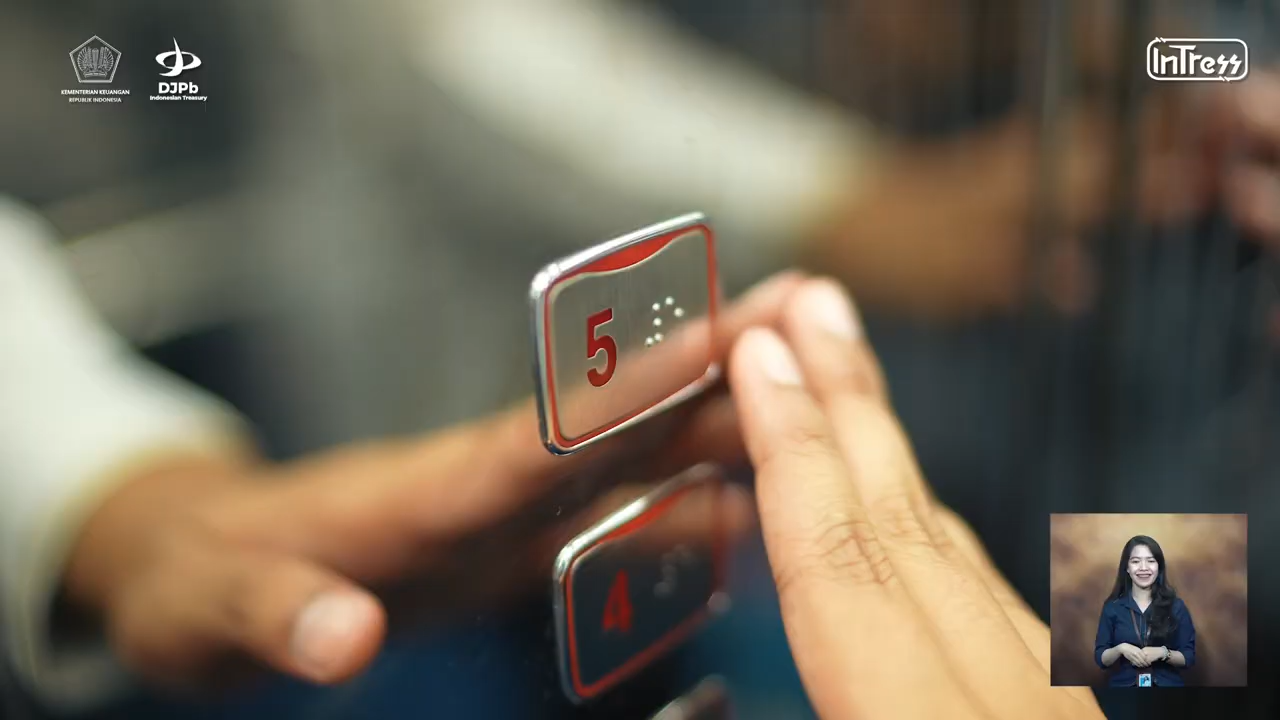 KEMENTERIAN KEUANGAN
REPUBLIK INDONESIA
DJPb
Indonesian Treasury
InTress
5
4